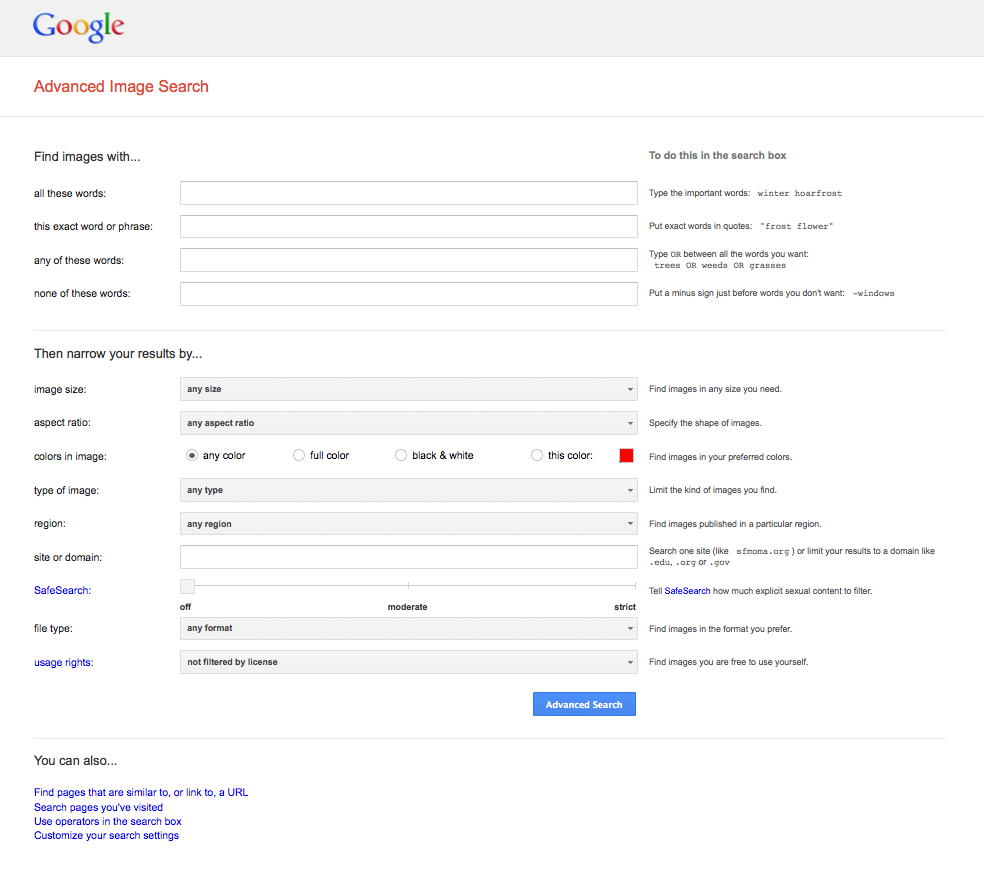 Google
Advanced Image Search
Find images with...
To do this in the search box
all these words:
Type the important words: winter hoarfrost
this exact word or phrase:
Put exact words in quotes: "frost flower"
any of these words:
Type OR between all the words you want:
trees OR weeds OR grasses
none of these words:
Put a minus sign just before words you don't want: -windows
Then narrow your results by...
image size:
any size
Find images in any size you need.
aspect ratio:
any aspect ratio
Specify the shape of images.
colors in image:
any color
full color
black & white
this color:
Find images in your preferred colors.
type of image:
any type
Limit the kind of images you find.
region:
any region
Find images published in a particular region.
site or domain:
Search one site (like sfmoma.org ) or limit your results to a domain like
.edu, .org or .gov
SafeSearch:
off
moderate
strict
Tell SafeSearch how much explicit sexual content to filter.
file type:
any format
Find images in the format you prefer.
usage rights:
not filtered by license
Find images you are free to use yourself.
Advanced Search
You can also...
Find pages that are similar to, or link to, a URL
Search pages you've visited
Use operators in the search box
Customize your search settings